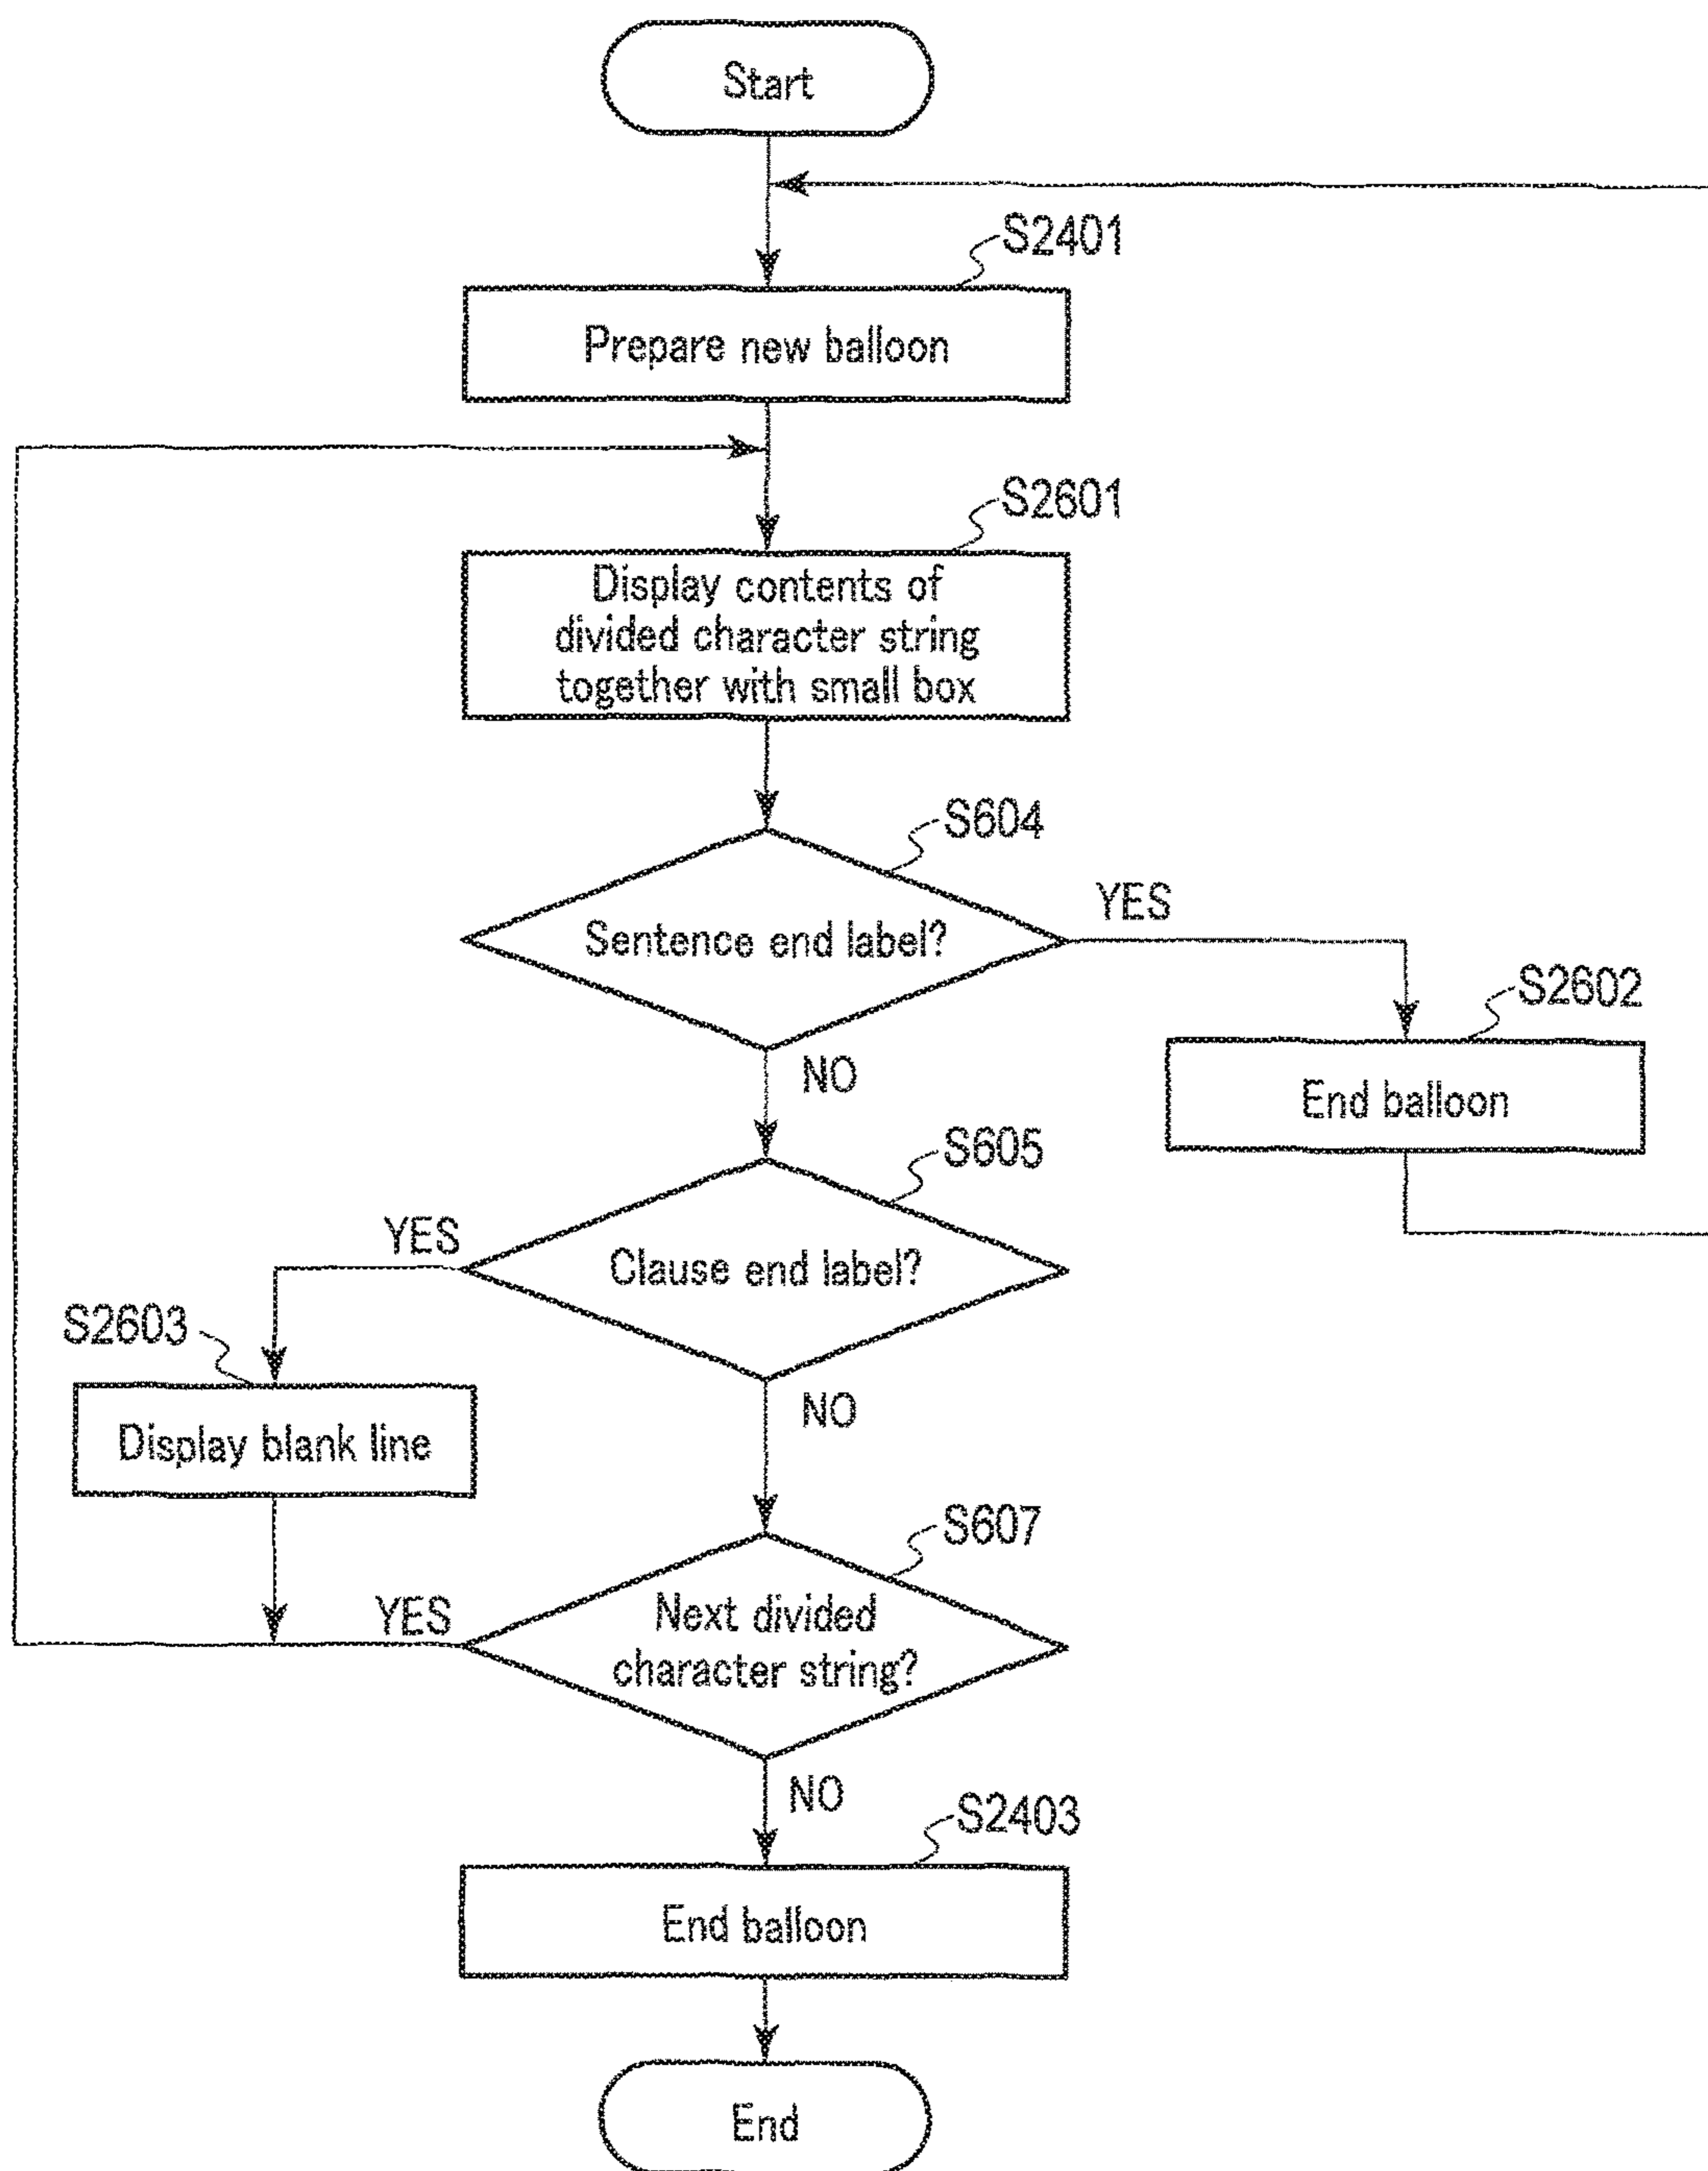 Start
S2401
Prepare new balloon
S2601
Display contents of
divided character string
together with small box
S604
Sentence end label?
YES
S2602
End balloon
NO
S605
Clause end label?
YES
S2603
Display blank line
NO
S607
Next divided
character string?
YES
NO
S2403
End balloon
End